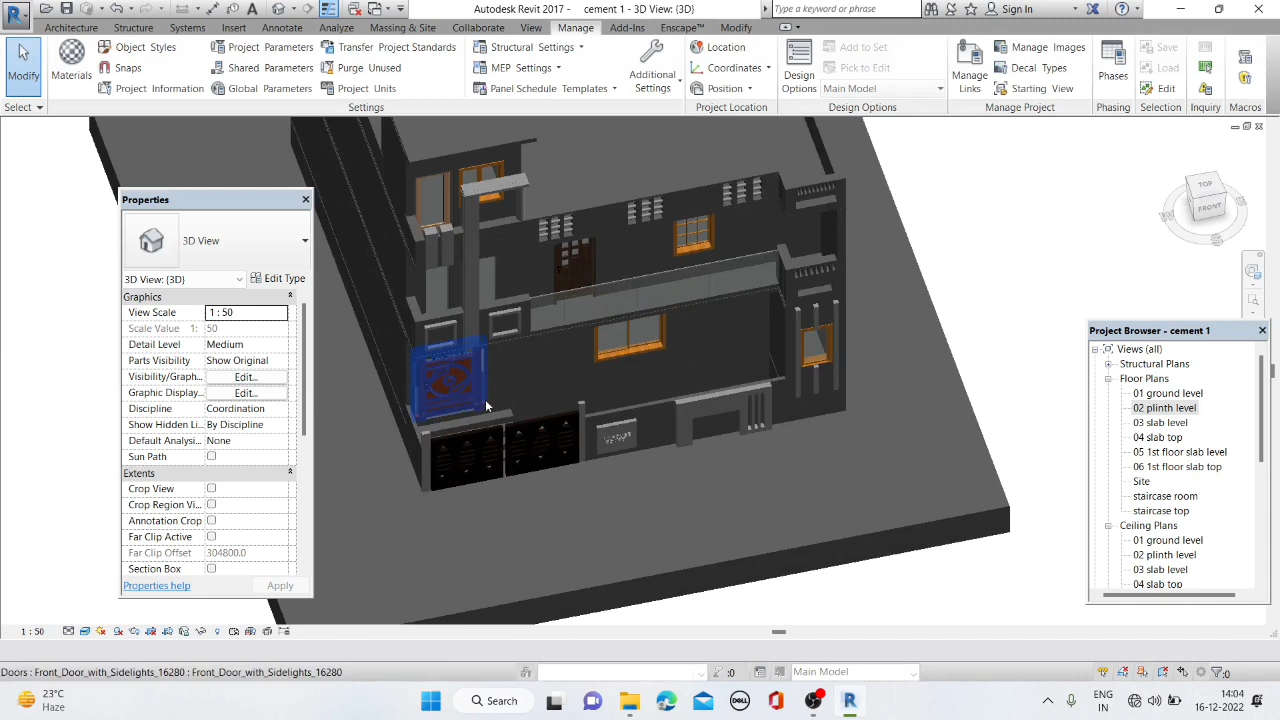 Autodesk Revit 2017 - cement 1 - 3D View: {3D}
Type a keyword or phrase
Sign In
Architecture Structure Systems Insert Annotate Analyze Massing & Site Collaborate View Manage Add-Ins Enscape™ Modify
Modify
Select
Materials
Object Styles
Snaps
Project Information
Project Parameters
Shared Parameters
Global Parameters
Transfer Project Standards
Purge Unused
Project Units
Settings
Structural Settings
MEP Settings
Panel Schedule Templates
Additional Settings
Location
Coordinates
Position
Project Location
Design Options
Add to Set
Pick to Edit
Main Model
Design Options
Manage Links
Manage Images
Decal Types
Starting View
Manage Project
Phases
Phasing
Save
Load
Edit
Selection
Inquiry
Macros
Properties
3D View
3D View: {3D} Edit Type
Graphics
View Scale 1 : 50
Scale Value 1: 50
Detail Level Medium
Parts Visibility Show Original
Visibility/Graph... Edit...
Graphic Display... Edit...
Discipline Coordination
Show Hidden Li... By Discipline
Default Analysi... None
Sun Path
Extents
Crop View
Crop Region Vi...
Annotation Crop
Far Clip Active
Far Clip Offset 304800.0
Section Box
Properties help Apply
TOP
FRONT
Project Browser - cement 1
Views (all)
Structural Plans
Floor Plans
01 ground level
02 plinth level
03 slab level
04 slab top
05 1st floor slab level
06 1st floor slab top
Site
staircase room
staircase top
Ceiling Plans
01 ground level
02 plinth level
03 slab level
04 slab top
1 : 50
Doors : Front_Door_with_Sidelights_16280 : Front_Door_with_Sidelights_16280
:0
Main Model
:0
23°C
Haze
Search
ENG
IN
14:04
16-12-2022